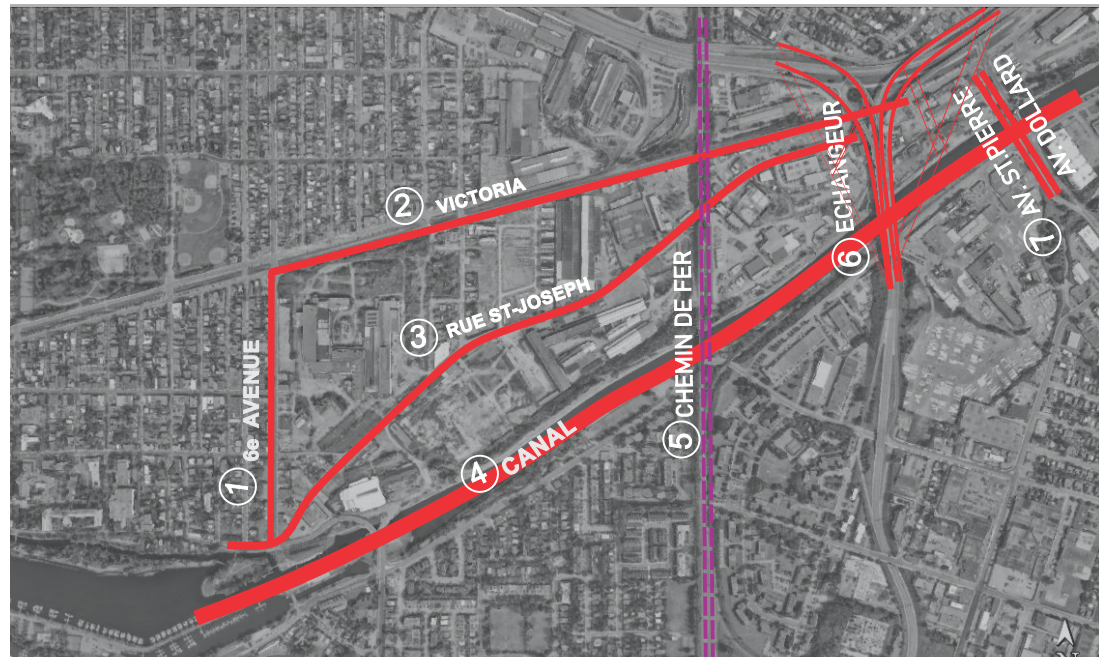 1 6e AVENUE
2 VICTORIA
3 RUE ST-JOSEPH
4 CANAL
5 CHEMIN DE FER
6 ECHANGEUR
7 AV. ST.PIERRE
AV. DOLLARD
N